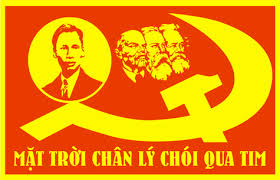 MẶT TRỜI CHÂN LÝ CHÓI QUA TIM